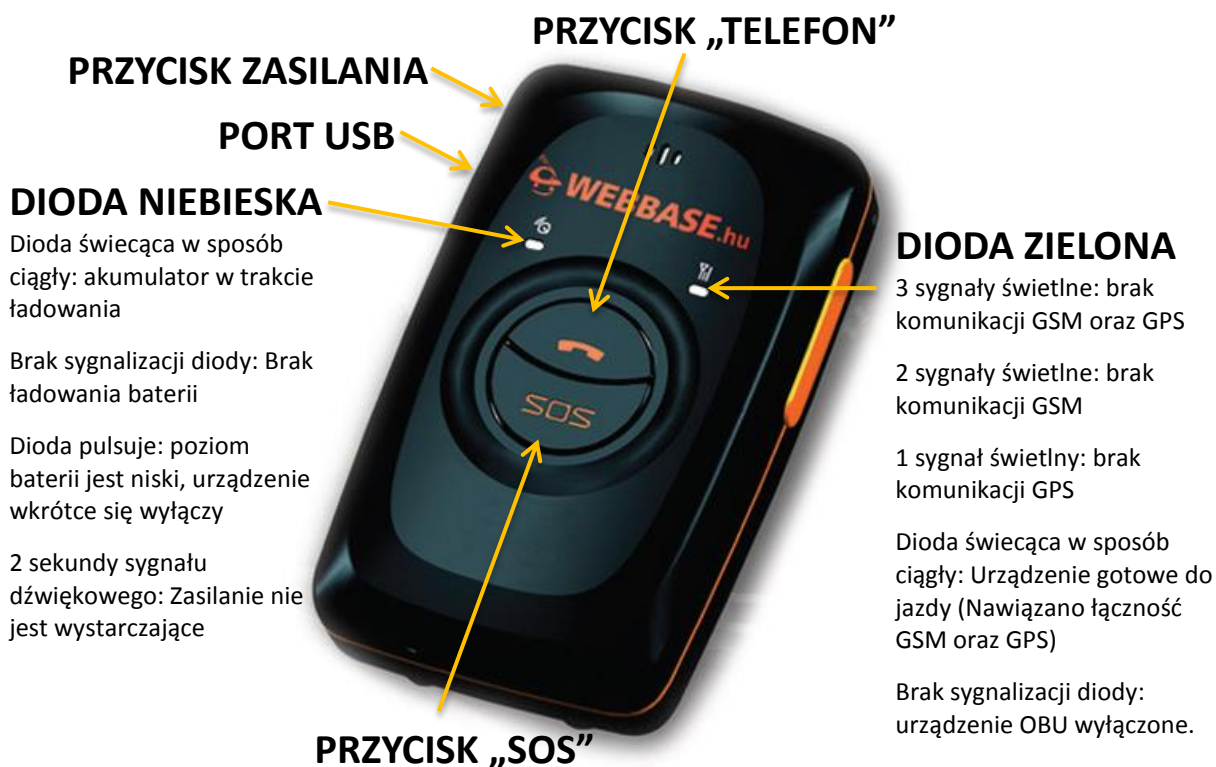 PRZYCISK „TELEFON”
PRZYCISK ZASILANIA
PORT USB
DIODA NIEBIESKA
Dioda świecąca w sposób
ciągły: akumulator w trakcie
ładowania
Brak sygnalizacji diody: Brak
ładowania baterii
Dioda pulsuje: poziom
baterii jest niski, urządzenie
wkrótce się wyłączy
2 sekundy sygnału
dźwiękowego: Zasilanie nie
jest wystarczające
WEBBASE.hu
SOS
DIODA ZIELONA
3 sygnały świetlne: brak
komunikacji GSM oraz GPS
2 sygnały świetlne: brak
komunikacji GSM
1 sygnał świetlny: brak
komunikacji GPS
Dioda świecąca w sposób
ciągły: Urządzenie gotowe do
jazdy (Nawiązano łączność
GSM oraz GPS)
Brak sygnalizacji diody:
urządzenie OBU wyłączone.
PRZYCISK „SOS”